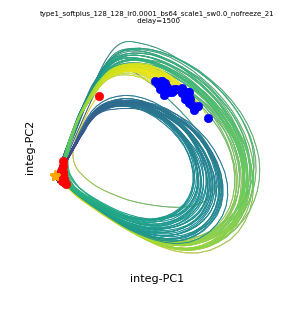 type1_softplus_128_128_lr0.0001_bs64_scale1_sw0.0_nofreeze_21
delay=1500
integ-PC2
integ-PC1